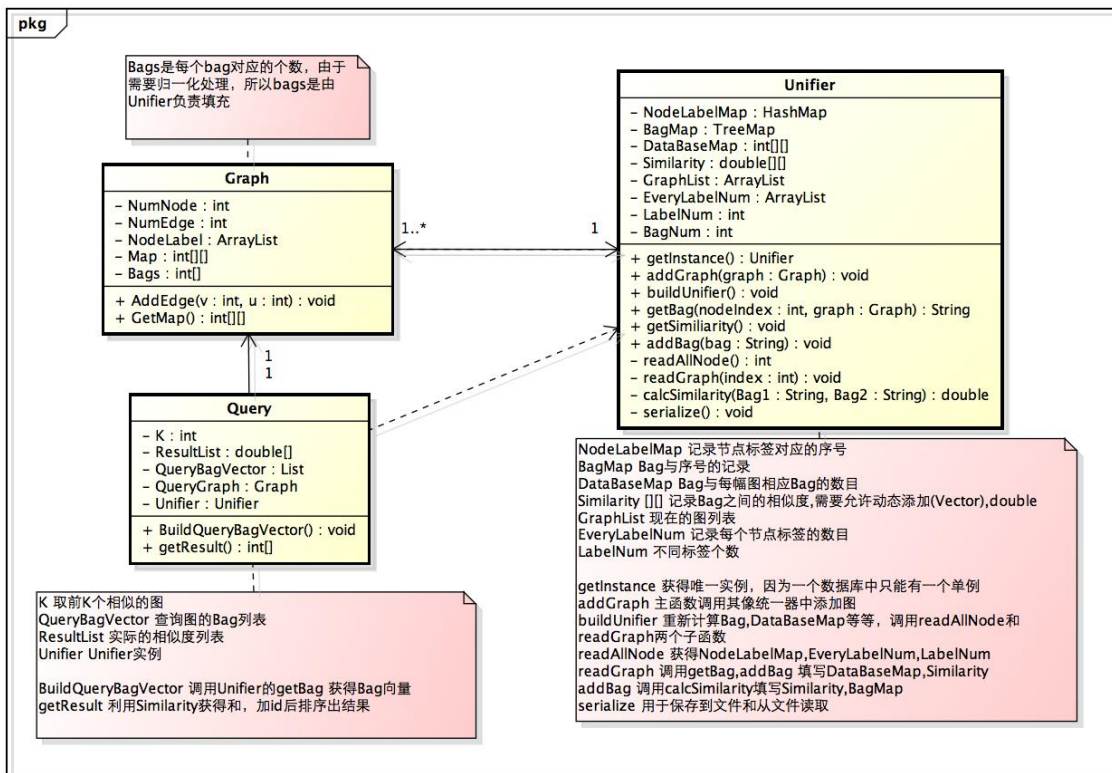 pkg
Bags是每个bag对应的个数，由于
需要归一化处理，所以bags是由
Unifier负责填充
Graph
- NumNode : int
- NumEdge : int
- NodeLabel : ArrayList
- Map : int[][]
- Bags : int[]
+ AddEdge(v : int, u : int) : void
+ GetMap() : int[][]
1..*
1
Unifier
- NodeLabelMap : HashMap
- BagMap : TreeMap
- DataBaseMap : int[][]
- Similarity : double[][]
- GraphList : ArrayList
- EveryLabelNum : ArrayList
- LabelNum : int
- BagNum : int
+ getInstance() : Unifier
+ addGraph(graph : Graph) : void
+ buildUnifier() : void
+ getBag(nodeIndex : int, graph : Graph) : String
+ getSimiliarity() : void
+ addBag(bag : String) : void
- readAllNode() : int
- readGraph(index : int) : void
- calcSimilarity(Bag1 : String, Bag2 : String) : double
- serialize() : void
1
1
Query
- K : int
- ResultList : double[]
- QueryBagVector : List
- QueryGraph : Graph
- Unifier : Unifier
+ BuildQueryBagVector() : void
+ getResult() : int[]
K 取前K个相似的图
QueryBagVector 查询图的Bag列表
ResultList 实际的相似度列表
Unifier Unifier实例
BuildQueryBagVector 调用Unifier的getBag 获得Bag向量
getResult 利用Similarity获得和，加id后排序出结果
NodeLabelMap 记录节点标签对应的序号
BagMap Bag与序号的记录
DataBaseMap Bag与每幅图相应Bag的数目
Similarity [][] 记录Bag之间的相似度,需要允许动态添加(Vector),double
GraphList 现在的图列表
EveryLabelNum 记录每个节点标签的数目
LabelNum 不同标签个数
getInstance 获得唯一实例，因为一个数据库中只能有一个单例
addGraph 主函数调用其像统一器中添加图
buildUnifier 重新计算Bag,DataBaseMap等等，调用readAllNode和
readGraph两个子函数
readAllNode 获得NodeLabelMap,EveryLabelNum,LabelNum
readGraph 调用getBag,addBag 填写DataBaseMap,Similarity
addBag 调用calcSimilarity填写Similarity,BagMap
serialize 用于保存到文件和从文件读取